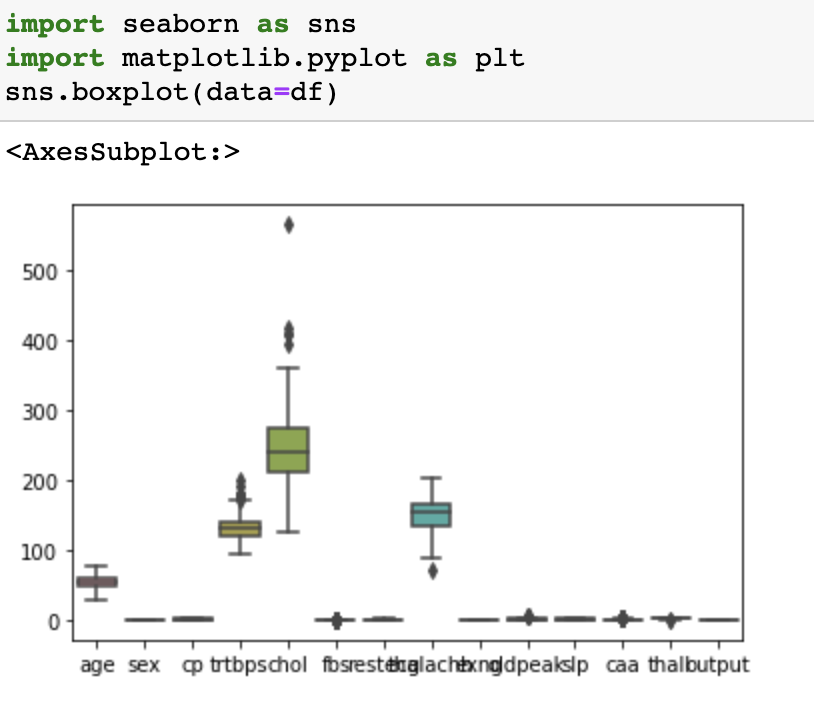 import seaborn as sns
import matplotlib.pyplot as plt
sns.boxplot(data=df)
<AxesSubplot:>
500
400
300
200
100
0
age sex cp trtbps chol fbs restecg thalachh exng oldpeak slp caa thall output